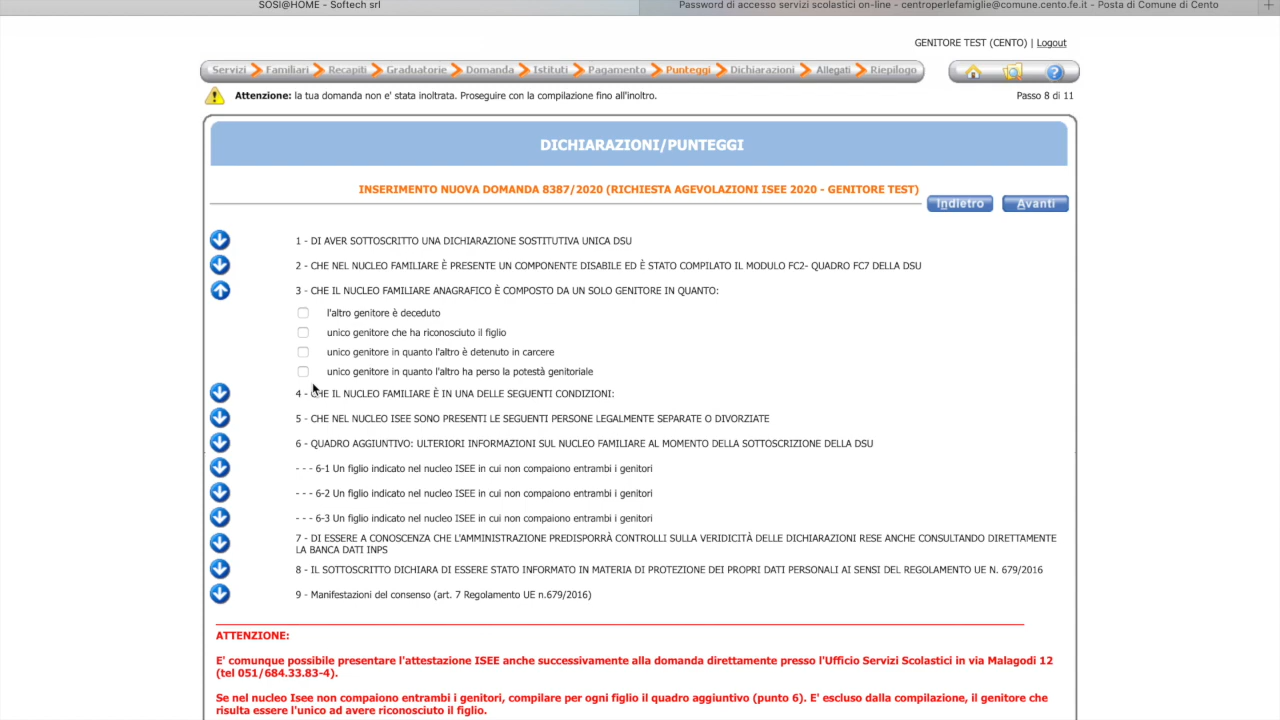 SOSI@HOME - Softech srl
Password di accesso servizi scolastici on-line - centroperlefamiglie@comune.cento.fe.it - Posta di Comune di Cento
GENITORE TEST (CENTO) | Logout
Servizi Familiari Recapiti Graduatorie Domanda Istituti Pagamento Punteggi Dichiarazioni Allegati Riepilogo
Attenzione: la tua domanda non e' stata inoltrata. Proseguire con la compilazione fino all'inoltro.
Passo 8 di 11
DICHIARAZIONI/PUNTEGGI
INSERIMENTO NUOVA DOMANDA 8387/2020 (RICHIESTA AGEVOLAZIONI ISEE 2020 - GENITORE TEST)
Indietro Avanti
1 - DI AVER SOTTOSCRITTO UNA DICHIARAZIONE SOSTITUTIVA UNICA DSU
2 - CHE NEL NUCLEO FAMILIARE È PRESENTE UN COMPONENTE DISABILE ED È STATO COMPILATO IL MODULO FC2- QUADRO FC7 DELLA DSU
3 - CHE IL NUCLEO FAMILIARE ANAGRAFICO È COMPOSTO DA UN SOLO GENITORE IN QUANTO:
l'altro genitore è deceduto
unico genitore che ha riconosciuto il figlio
unico genitore in quanto l'altro è detenuto in carcere
unico genitore in quanto l'altro ha perso la potestà genitoriale
4 - CHE IL NUCLEO FAMILIARE È IN UNA DELLE SEGUENTI CONDIZIONI:
5 - CHE NEL NUCLEO ISEE SONO PRESENTI LE SEGUENTI PERSONE LEGALMENTE SEPARATE O DIVORZIATE
6 - QUADRO AGGIUNTIVO: ULTERIORI INFORMAZIONI SUL NUCLEO FAMILIARE AL MOMENTO DELLA SOTTOSCRIZIONE DELLA DSU
- - - 6-1 Un figlio indicato nel nucleo ISEE in cui non compaiono entrambi i genitori
- - - 6-2 Un figlio indicato nel nucleo ISEE in cui non compaiono entrambi i genitori
- - - 6-3 Un figlio indicato nel nucleo ISEE in cui non compaiono entrambi i genitori
7 - DI ESSERE A CONOSCENZA CHE L'AMMINISTRAZIONE PREDISPORRÀ CONTROLLI SULLA VERIDICITÀ DELLE DICHIARAZIONI RESE ANCHE CONSULTANDO DIRETTAMENTE
LA BANCA DATI INPS
8 - IL SOTTOSCRITTO DICHIARA DI ESSERE STATO INFORMATO IN MATERIA DI PROTEZIONE DEI PROPRI DATI PERSONALI AI SENSI DEL REGOLAMENTO UE N. 679/2016
9 - Manifestazioni del consenso (art. 7 Regolamento UE n.679/2016)
ATTENZIONE:
E' comunque possibile presentare l'attestazione ISEE anche successivamente alla domanda direttamente presso l'Ufficio Servizi Scolastici in via Malagodi 12
(tel 051/684.33.83-4).
Se nel nucleo Isee non compaiono entrambi i genitori, compilare per ogni figlio il quadro aggiuntivo (punto 6). E' escluso dalla compilazione, il genitore che
risulta essere l'unico ad avere riconosciuto il figlio.